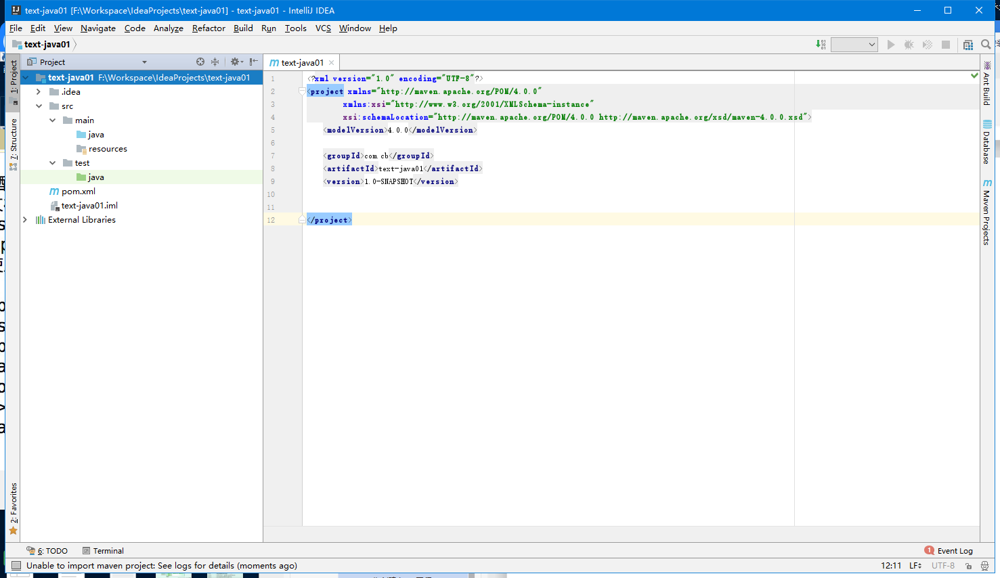 text-java01 [F:\Workspace\IdeaProjects\text-java01] - text-java01 - IntelliJ IDEA
File Edit View Navigate Code Analyze Refactor Build Run Tools VCS Window Help
text-java01
1: Project
7: Structure
2: Favorites
Project
text-java01 F:\Workspace\IdeaProjects\text-java01
.idea
src
main
java
resources
test
java
pom.xml
text-java01.iml
External Libraries
text-java01
1 <?xml version="1.0" encoding="UTF-8"?>
2 <project xmlns="http://maven.apache.org/POM/4.0.0"
3 xmlns:xsi="http://www.w3.org/2001/XMLSchema-instance"
4 xsi:schemaLocation="http://maven.apache.org/POM/4.0.0 http://maven.apache.org/xsd/maven-4.0.0.xsd">
5 <modelVersion>4.0.0</modelVersion>
6
7 <groupId>com.cb</groupId>
8 <artifactId>text-java01</artifactId>
9 <version>1.0-SNAPSHOT</version>
10
11
12 </project>
Ant Build
Database
Maven Projects
6: TODO Terminal
1 Event Log
Unable to import maven project: See logs for details (moments ago)
12:11 LF UTF-8